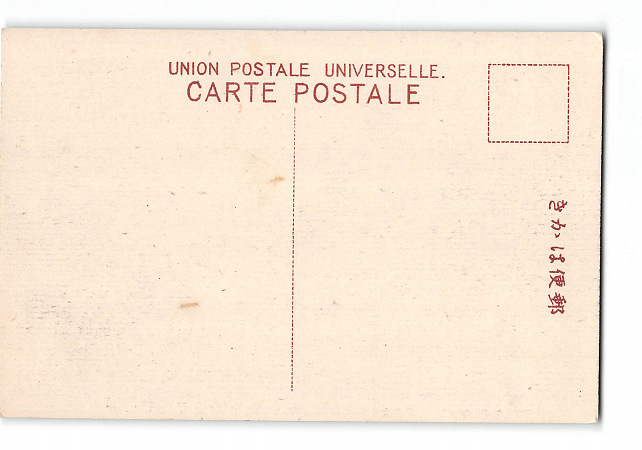 UNION POSTALE UNIVERSELLE.
CARTE POSTALE
きかは便郵